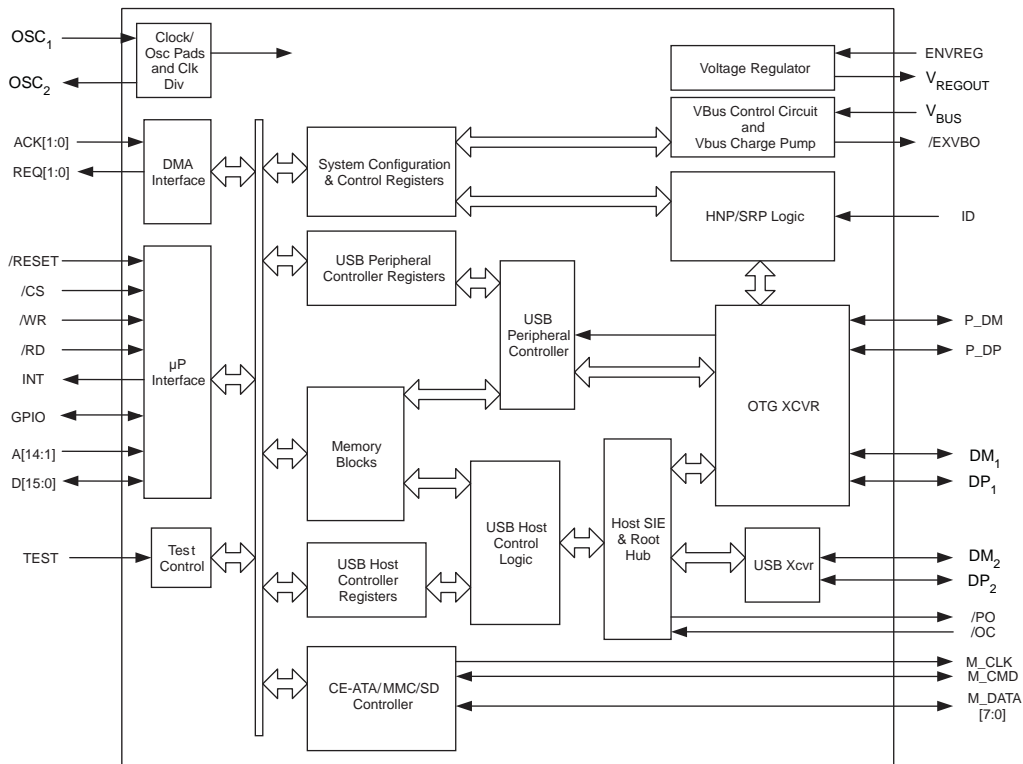 OSC1
OSC2
ACK[1:0]
REQ[1:0]
/RESET
/CS
/WR
/RD
INT
GPIO
A[14:1]
D[15:0]
TEST
Clock/
Osc Pads
and Clk
Div
DMA
Interface
µP
Interface
Test
Control
System Configuration
& Control Registers
USB Peripheral
Controller Registers
Memory
Blocks
USB Host
Controller
Registers
CE-ATA/MMC/SD
Controller
USB
Peripheral
Controller
USB Host
Control
Logic
Host SIE
& Root
Hub
Voltage Regulator
VBus Control Circuit
and
Vbus Charge Pump
HNP/SRP Logic
OTG XCVR
USB Xcvr
ENVREG
VREGOUT
VBUS
/EXVBO
ID
P_DM
P_DP
DM1
DP1
DM2
DP2
/PO
/OC
M_CLK
M_CMD
M_DATA
[7:0]